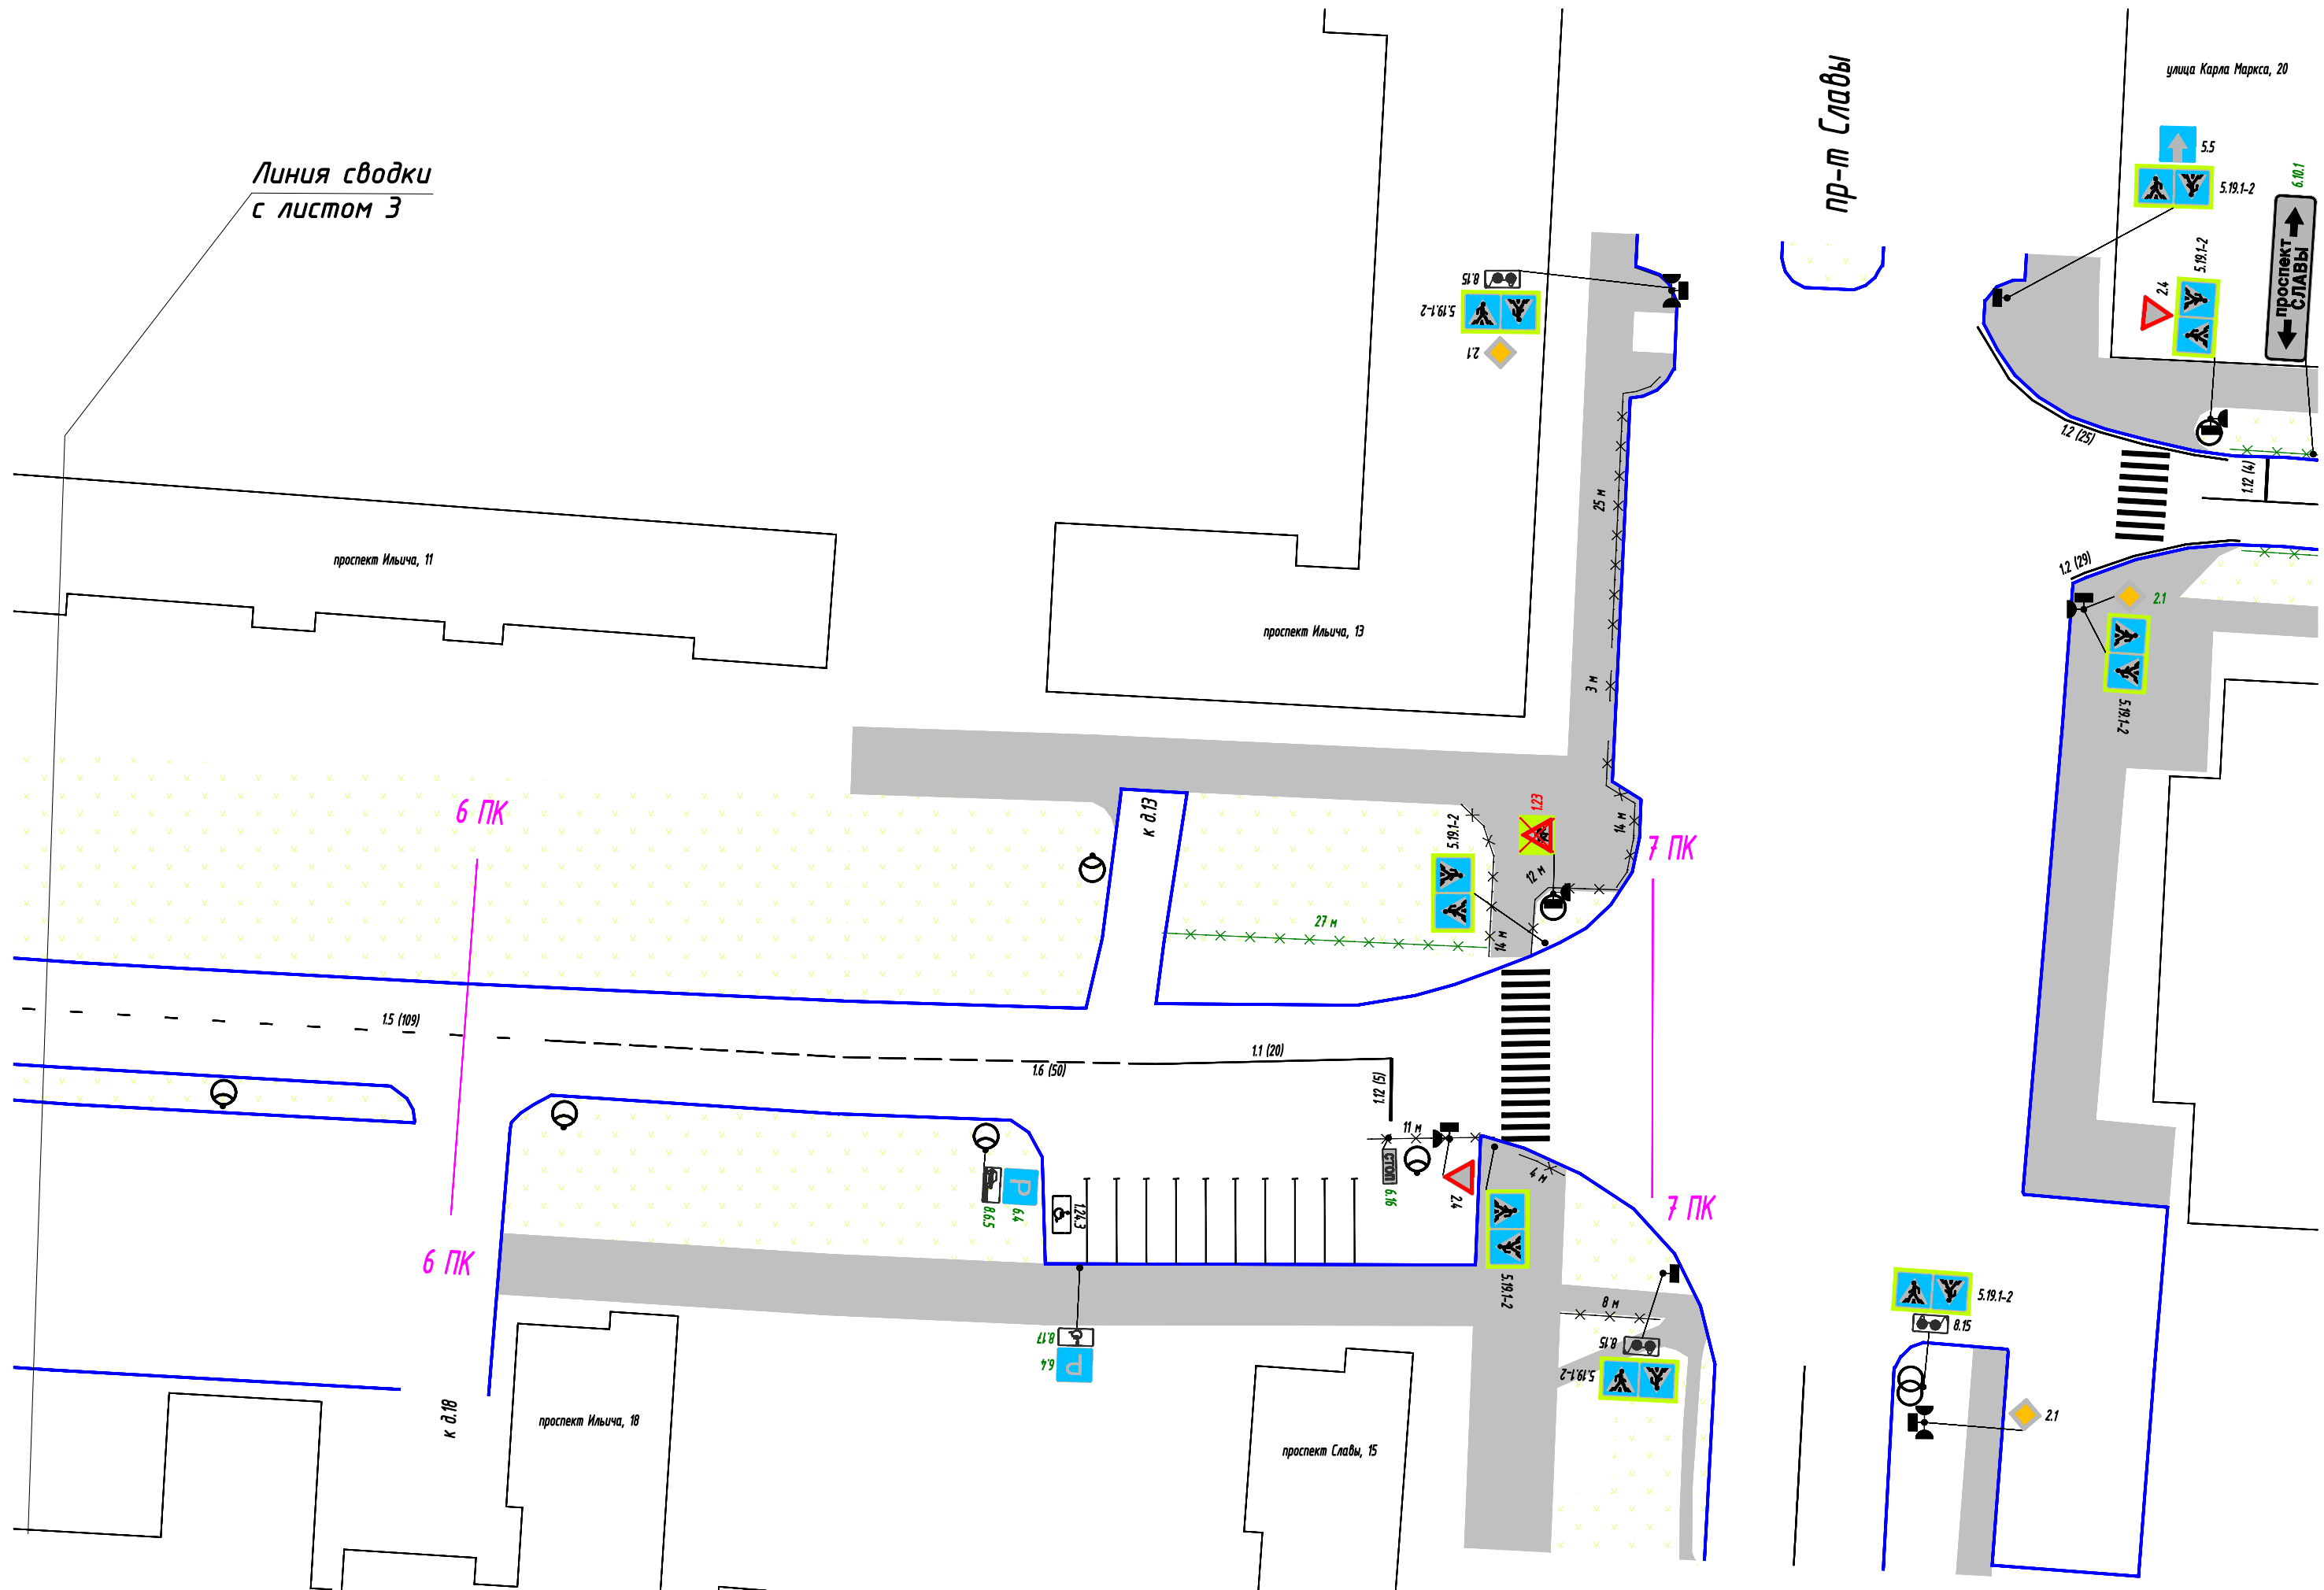 Линия сводки
с листом 3
пр-т Славы
улица Карла Маркса, 20
5.5
5.19.1-2
6.10.1
5.19.1-2
2.4
проспект
СЛАВЫ
8.15
5.19.1-2
2.1
1.2 (25)
1.12 (4)
25 м
1.2 (29)
2.1
5.19.1-2
проспект Ильича, 11
проспект Ильича, 13
3 м
6 ПК
к д.13
5.19.1-2
1.23
14 м
12 м
7 ПК
27 м
14 м
1.5 (109)
1.6 (50)
1.1 (20)
1.12 (5)
11 м
СТОП
6.16
2.4
4 м
P
8.6.5
6.4
1.24.3
5.19.1-2
7 ПК
6 ПК
8 м
8.15
5.19.1-2
5.19.1-2
8.15
2.1
8.17
6.4
P
к д.18
проспект Ильича, 18
проспект Славы, 15